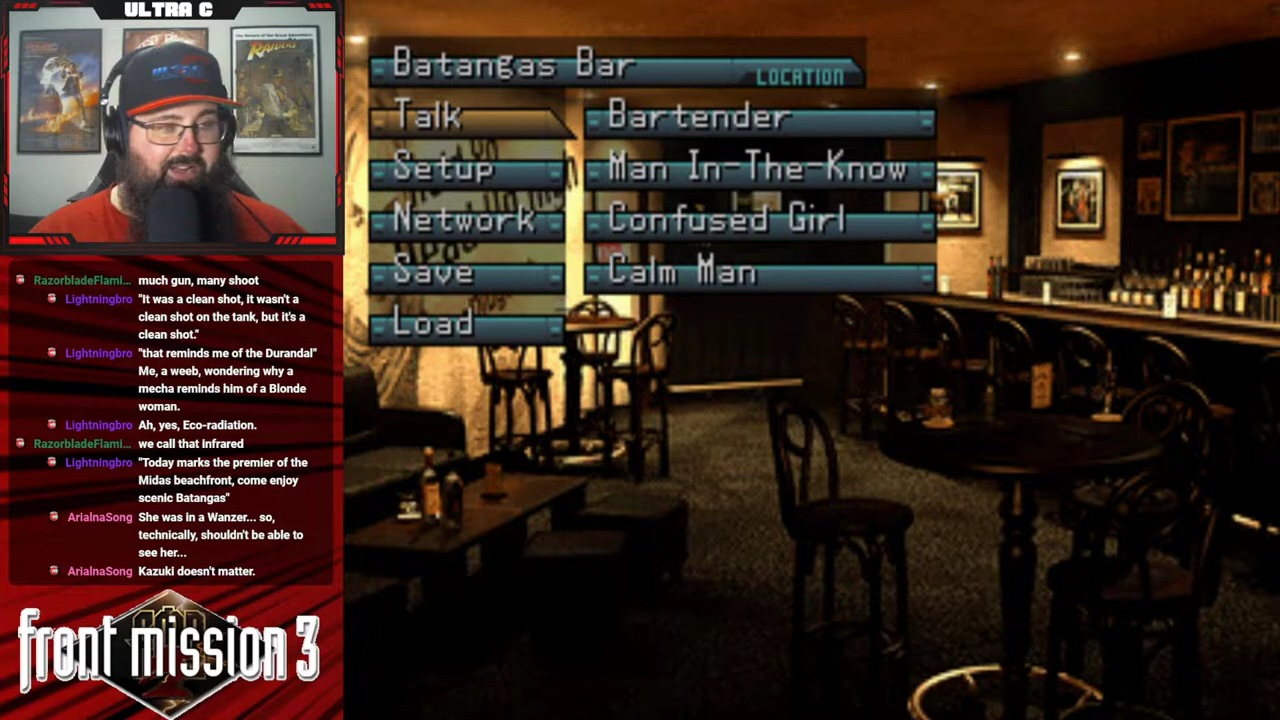 ULTRA C
RAIDERS
Batangas Bar
LOCATION
Talk
Bartender
Setup
Man In-The-Know
Network
Confused Girl
Save
Calm Man
Load
RazorbladeFlami... much gun, many shoot
Lightningbro "It was a clean shot, it wasn't a
clean shot on the tank, but it's a
clean shot."
Lightningbro "that reminds me of the Durandal"
Me, a weeb, wondering why a
mecha reminds him of a Blonde
woman.
Lightningbro Ah, yes, Eco-radiation.
RazorbladeFlami... we call that infrared
Lightningbro "Today marks the premier of the
Midas beachfront, come enjoy
scenic Batangas"
ArialnaSong She was in a Wanzer... so,
technically, shouldn't be able to
see her...
ArialnaSong Kazuki doesn't matter.
front mission 3